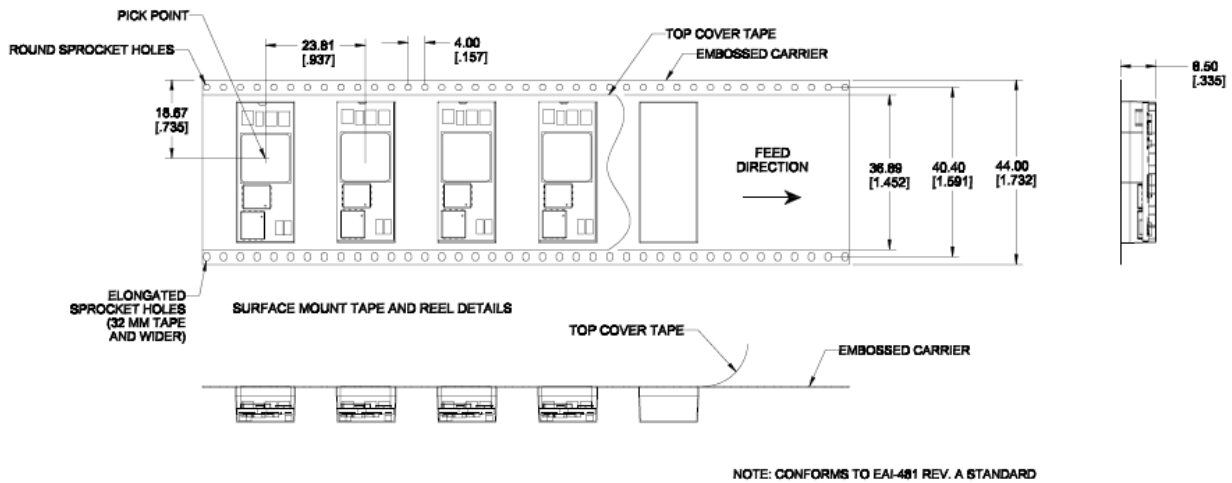 PICK POINT
ROUND SPROCKET HOLES
23.81
[.937]
4.00
[.157]
TOP COVER TAPE
EMBOSSED CARRIER
8.50
[.335]
18.67
[.735]
FEED
DIRECTION
36.89
[1.452]
40.40
[1.591]
44.00
[1.732]
ELONGATED
SPROCKET HOLES
(32 MM TAPE
AND WIDER)
SURFACE MOUNT TAPE AND REEL DETAILS
TOP COVER TAPE
EMBOSSED CARRIER
NOTE: CONFORMS TO EAI-481 REV. A STANDARD